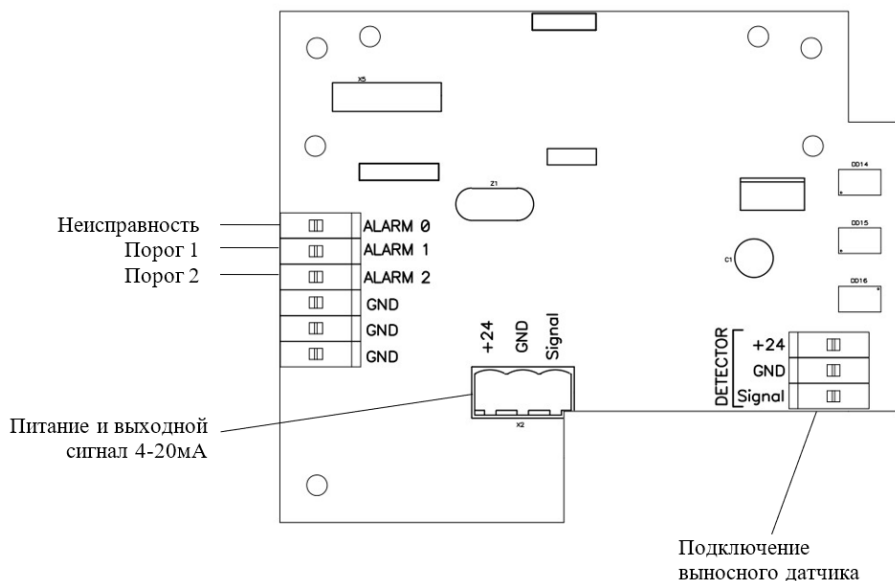 X5
Z1
DD14
DD15
DD16
C1
Неисправность
Порог 1
Порог 2
ALARM 0
ALARM 1
ALARM 2
GND
GND
GND
+24
GND
Signal
X2
DETECTOR
+24
GND
Signal
Питание и выходной
сигнал 4-20мА
Подключение
выносного датчика